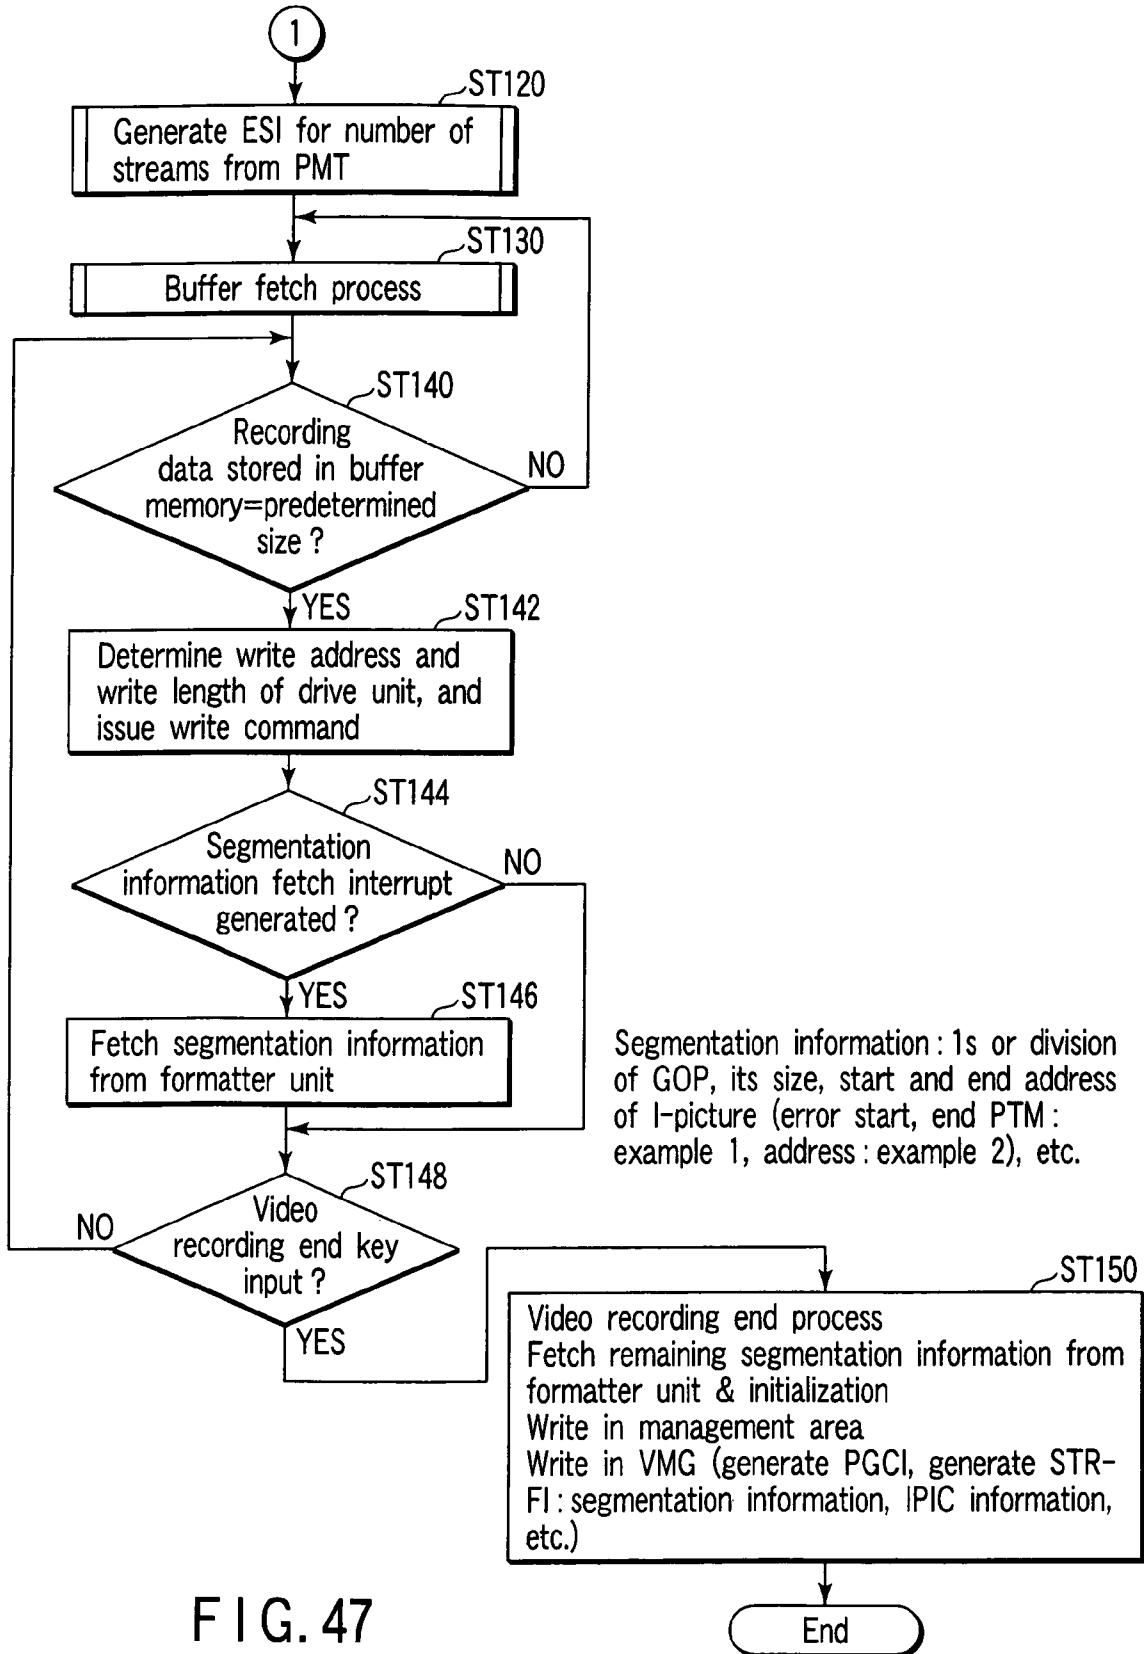 1
ST120
Generate ESI for number of
streams from PMT
ST130
Buffer fetch process
ST140
Recording
data stored in buffer
memory=predetermined
size ?
NO
YES
ST142
Determine write address and
write length of drive unit, and
issue write command
ST144
Segmentation
information fetch interrupt
generated ?
NO
YES
ST146
Fetch segmentation information
from formatter unit
Segmentation information : 1s or division
of GOP, its size, start and end address
of I-picture (error start, end PTM :
example 1, address : example 2), etc.
ST148
Video
recording end key
input ?
NO
YES
ST150
Video recording end process
Fetch remaining segmentation information from
formatter unit & initialization
Write in management area
Write in VMG (generate PGCI, generate STR-
FI : segmentation information, IPIC information,
etc.)
End
FIG. 47